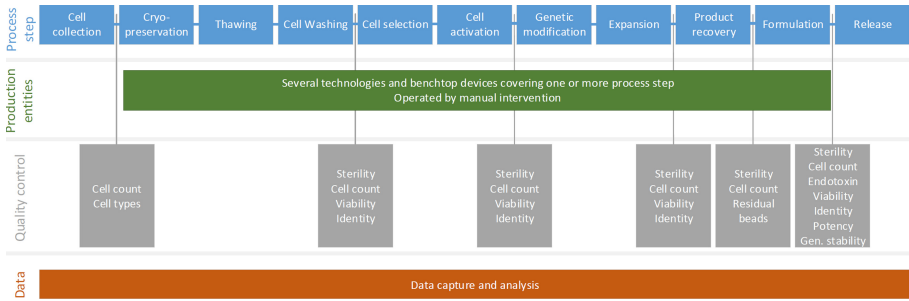 Process
step
Cell
collection
Cryo-
preservation
Thawing
Cell Washing
Cell selection
Cell
activation
Genetic
modification
Expansion
Product
recovery
Formulation
Release
Production
entities
Several technologies and benchtop devices covering one or more process step
Operated by manual intervention
Quality control
Cell count
Cell types
Sterility
Cell count
Viability
Identity
Sterility
Cell count
Viability
Identity
Sterility
Cell count
Viability
Identity
Sterility
Cell count
Residual
beads
Sterility
Cell count
Endotoxin
Viability
Identity
Potency
Gen. stability
Data
Data capture and analysis